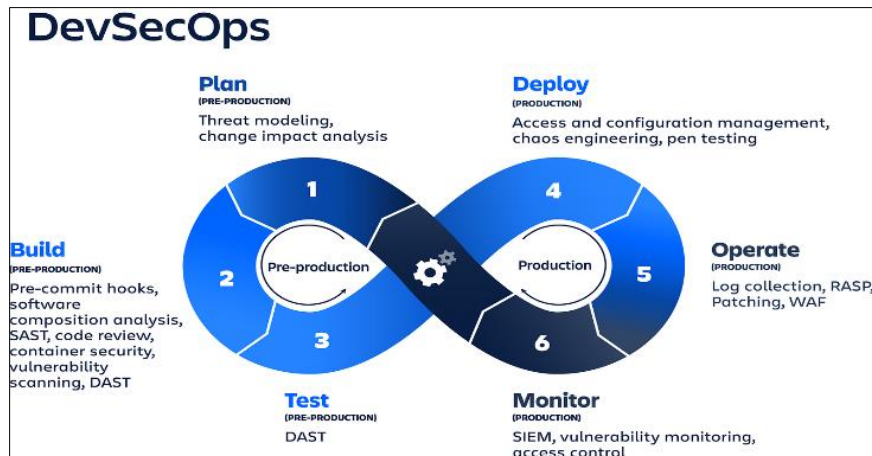 DevSecOps
Plan
(PRE-PRODUCTION)
Threat modeling,
change impact analysis
Deploy
(PRODUCTION)
Access and configuration management,
chaos engineering, pen testing
1
4
Build
(PRE-PRODUCTION)
Pre-commit hooks,
software
composition analysis,
SAST, code review,
container security,
vulnerability
scanning, DAST
2
Pre-production
Production
5
Operate
(PRODUCTION)
Log collection, RASP,
Patching, WAF
3
6
Test
(PRE-PRODUCTION)
DAST
Monitor
(PRODUCTION)
SIEM, vulnerability monitoring,
access control